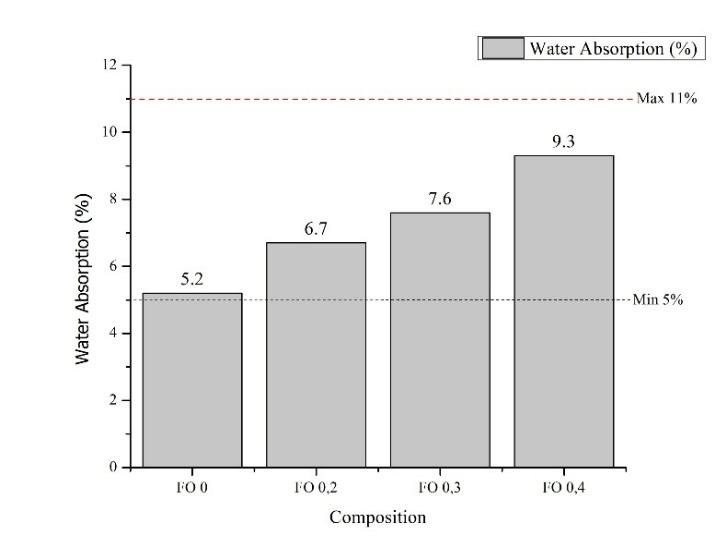 Water Absorption (%)
12
Max 11%
10
9.3
8
7.6
6.7
6
5.2
Min 5%
4
2
0
Water Absorption (%)
FO 0
FO 0,2
FO 0,3
FO 0,4
Composition